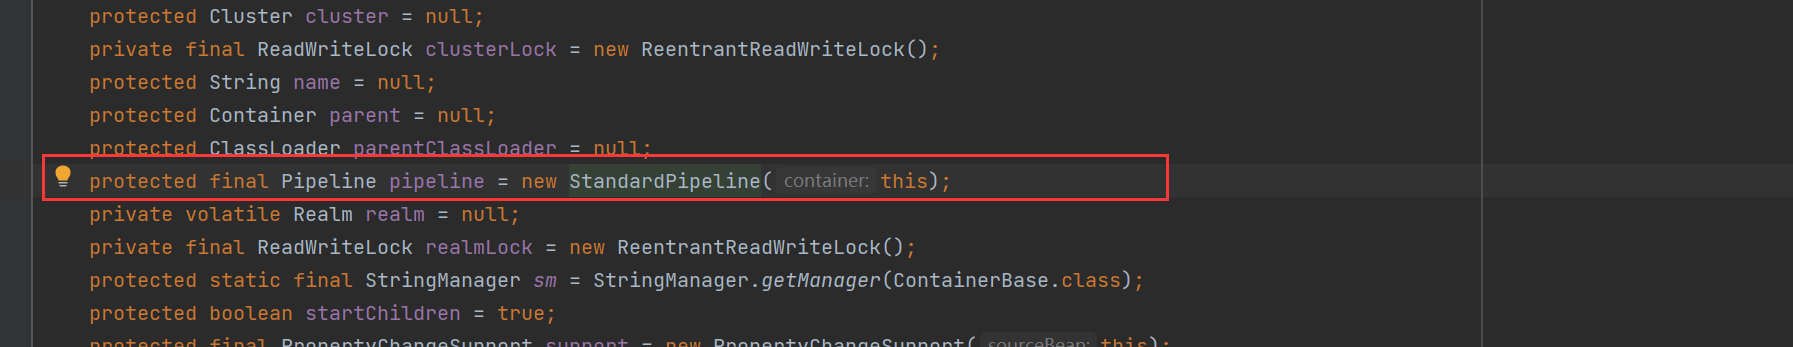 protected Cluster cluster = null;
private final ReadWriteLock clusterLock = new ReentrantReadWriteLock();
protected String name = null;
protected Container parent = null;
protected ClassLoader parentClassLoader = null;
protected final Pipeline pipeline = new StandardPipeline( container: this);
private volatile Realm realm = null;
private final ReadWriteLock realmLock = new ReentrantReadWriteLock();
protected static final StringManager sm = StringManager.getManager(ContainerBase.class);
protected boolean startChildren = true;
protected final PropertyChangeSupport support = new PropertyChangeSupport( sourceBean: this);